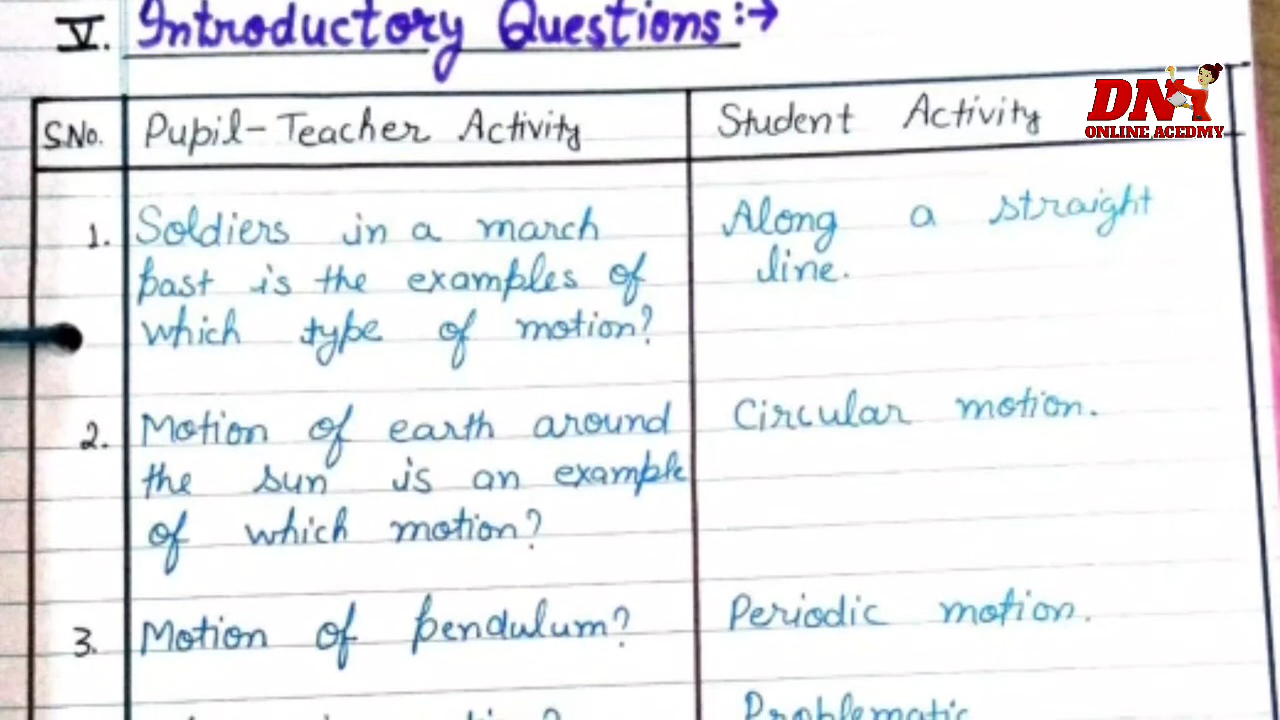 V. Introductory Questions:→
DN
ONLINE ACEDMY
S.No. Pupil-Teacher Activity Student Activity
1. Soldiers in a march Along a straight
past is the examples of line.
which type of motion?
2. Motion of earth around Circular motion.
the sun is an example
of which motion?
3. Motion of pendulum? Periodic motion.
Problematic